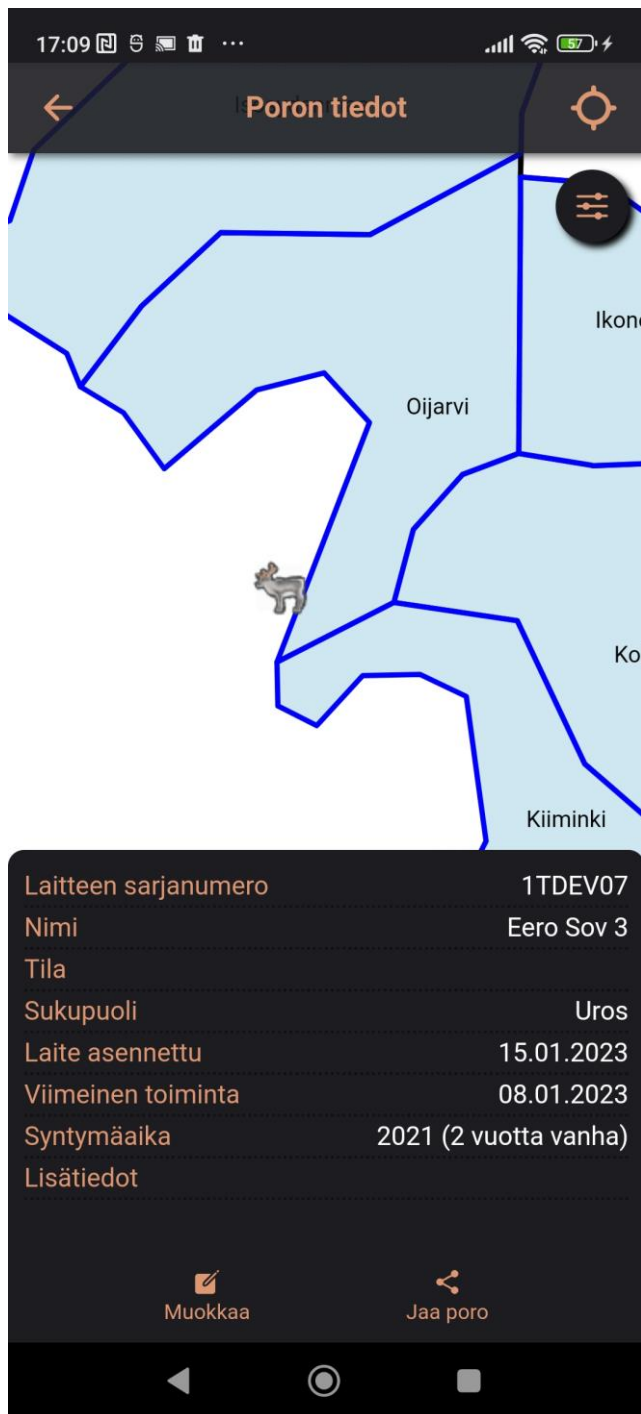 17:09
57
Poron tiedot
Ikon
Oijarvi
Ko
Kiiminki
Laitteen sarjanumero 1TDEV07
Nimi Eero Sov 3
Tila
Sukupuoli Uros
Laite asennettu 15.01.2023
Viimeinen toiminta 08.01.2023
Syntymäaika 2021 (2 vuotta vanha)
Lisätiedot
Muokkaa Jaa poro